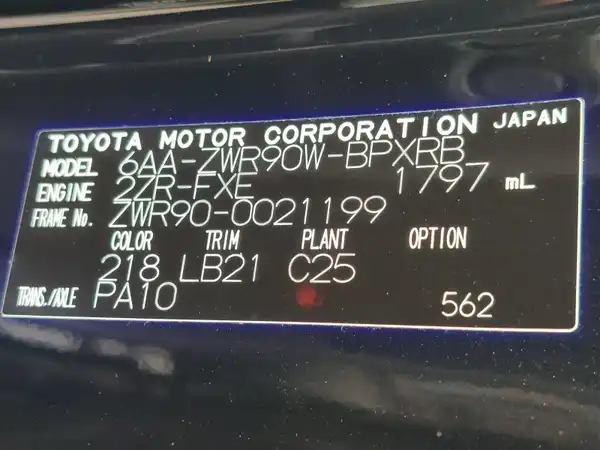 TOYOTA MOTOR CORPORATION JAPAN
MODEL 6AA-ZWR90W-BPXRB
ENGINE 2ZR-FXE 1797 mL
FRAME No. ZWR90-0021199
COLOR TRIM PLANT OPTION
218 LB21 C25
TRANS./AXLE PA10 562